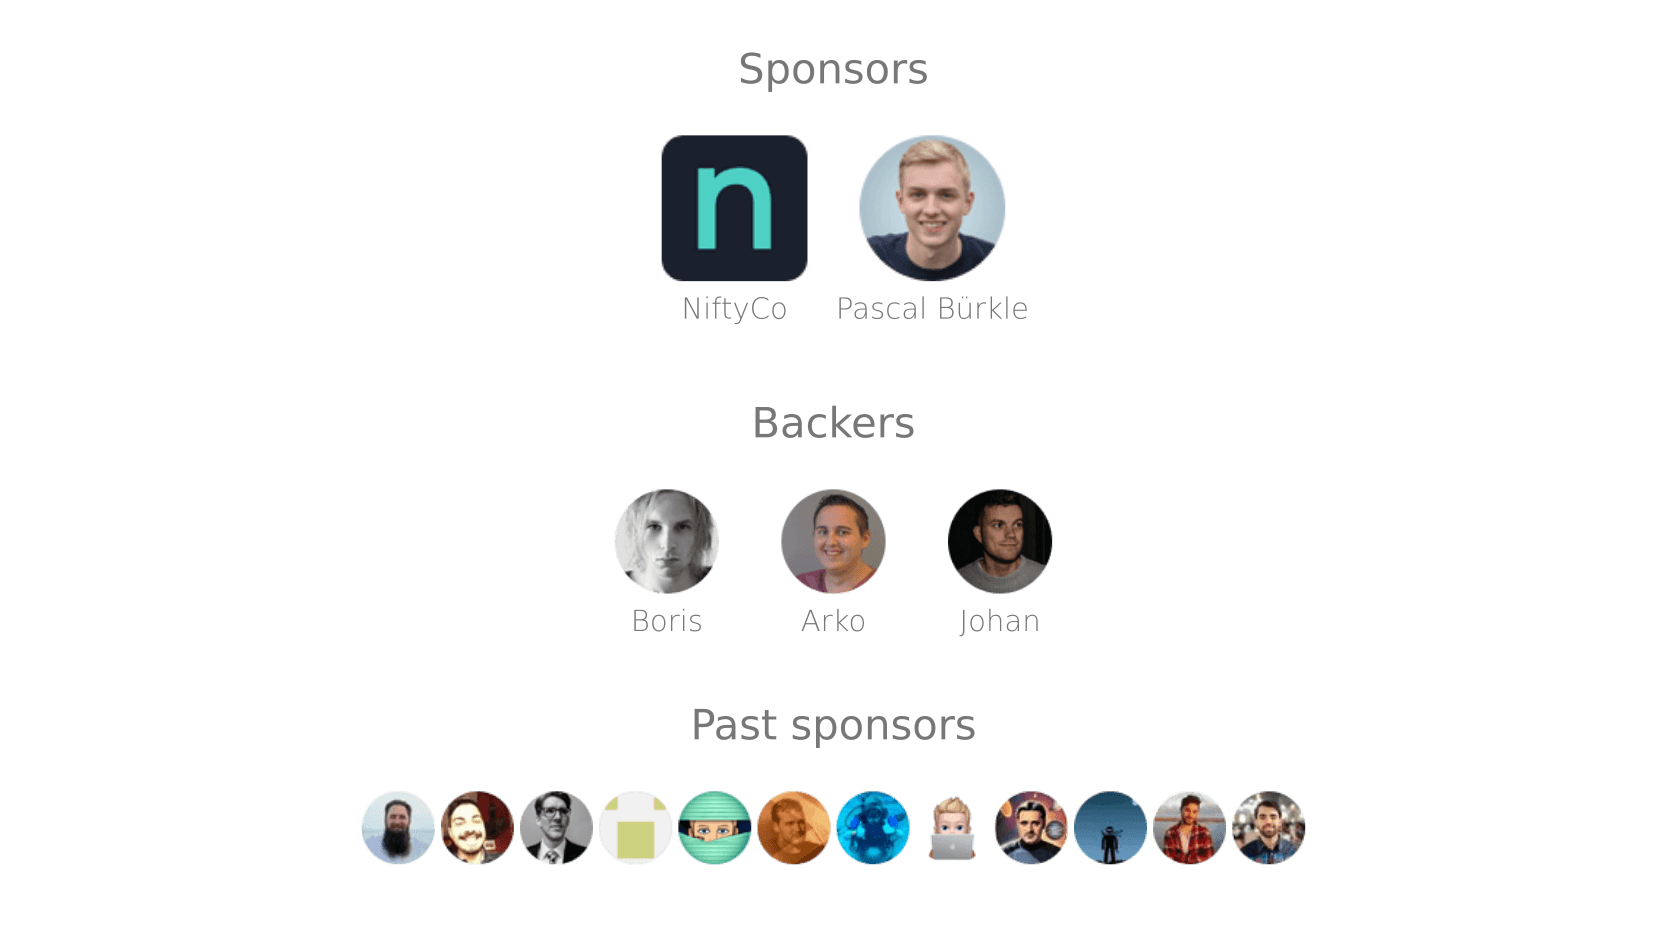 Sponsors
n
NiftyCo Pascal Bürkle
Backers
Boris Arko Johan
Past sponsors